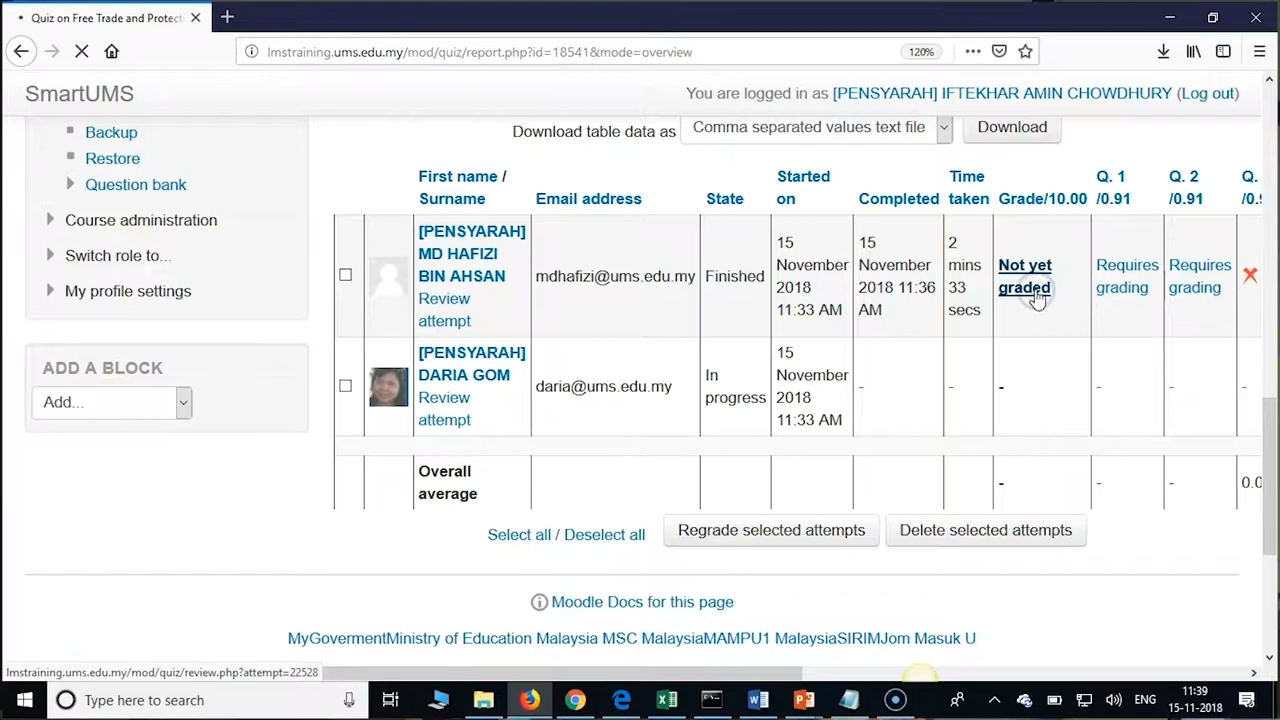 Quiz on Free Trade and Protecti
lmstraining.ums.edu.my/mod/quiz/report.php?id=18541&mode=overview
120%
SmartUMS
You are logged in as [PENSYARAH] IFTEKHAR AMIN CHOWDHURY (Log out)
Backup
Restore
Question bank
Course administration
Switch role to...
My profile settings
ADD A BLOCK
Add...
Download table data as
Comma separated values text file
Download
First name /
Surname
Email address
State
Started
on
Completed
Time
taken
Grade/10.00
Q. 1
/0.91
Q. 2
/0.91
Q.
/0.9
[PENSYARAH]
MD HAFIZI
BIN AHSAN
Review
attempt
mdhafizi@ums.edu.my
Finished
15
November
2018
11:33 AM
15
November
2018 11:36
AM
2
mins
33
secs
Not yet
graded
Requires
grading
Requires
grading
[PENSYARAH]
DARIA GOM
Review
attempt
daria@ums.edu.my
In
progress
15
November
2018
11:33 AM
-
-
-
-
-
-
Overall
average
-
-
-
0.0
Select all / Deselect all
Regrade selected attempts
Delete selected attempts
Moodle Docs for this page
MyGovermentMinistry of Education Malaysia MSC MalaysiaMAMPU1 MalaysiaSIRIMJom Masuk U
lmstraining.ums.edu.my/mod/quiz/review.php?attempt=22528
Type here to search
ENG
11:39
15-11-2018